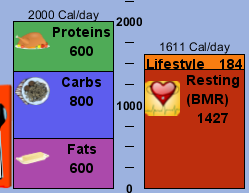 2000 Cal/day
Proteins
600
Carbs
800
Fats
600
2000
1000
0
1611 Cal/day
Lifestyle 184
Resting
(BMR)
1427